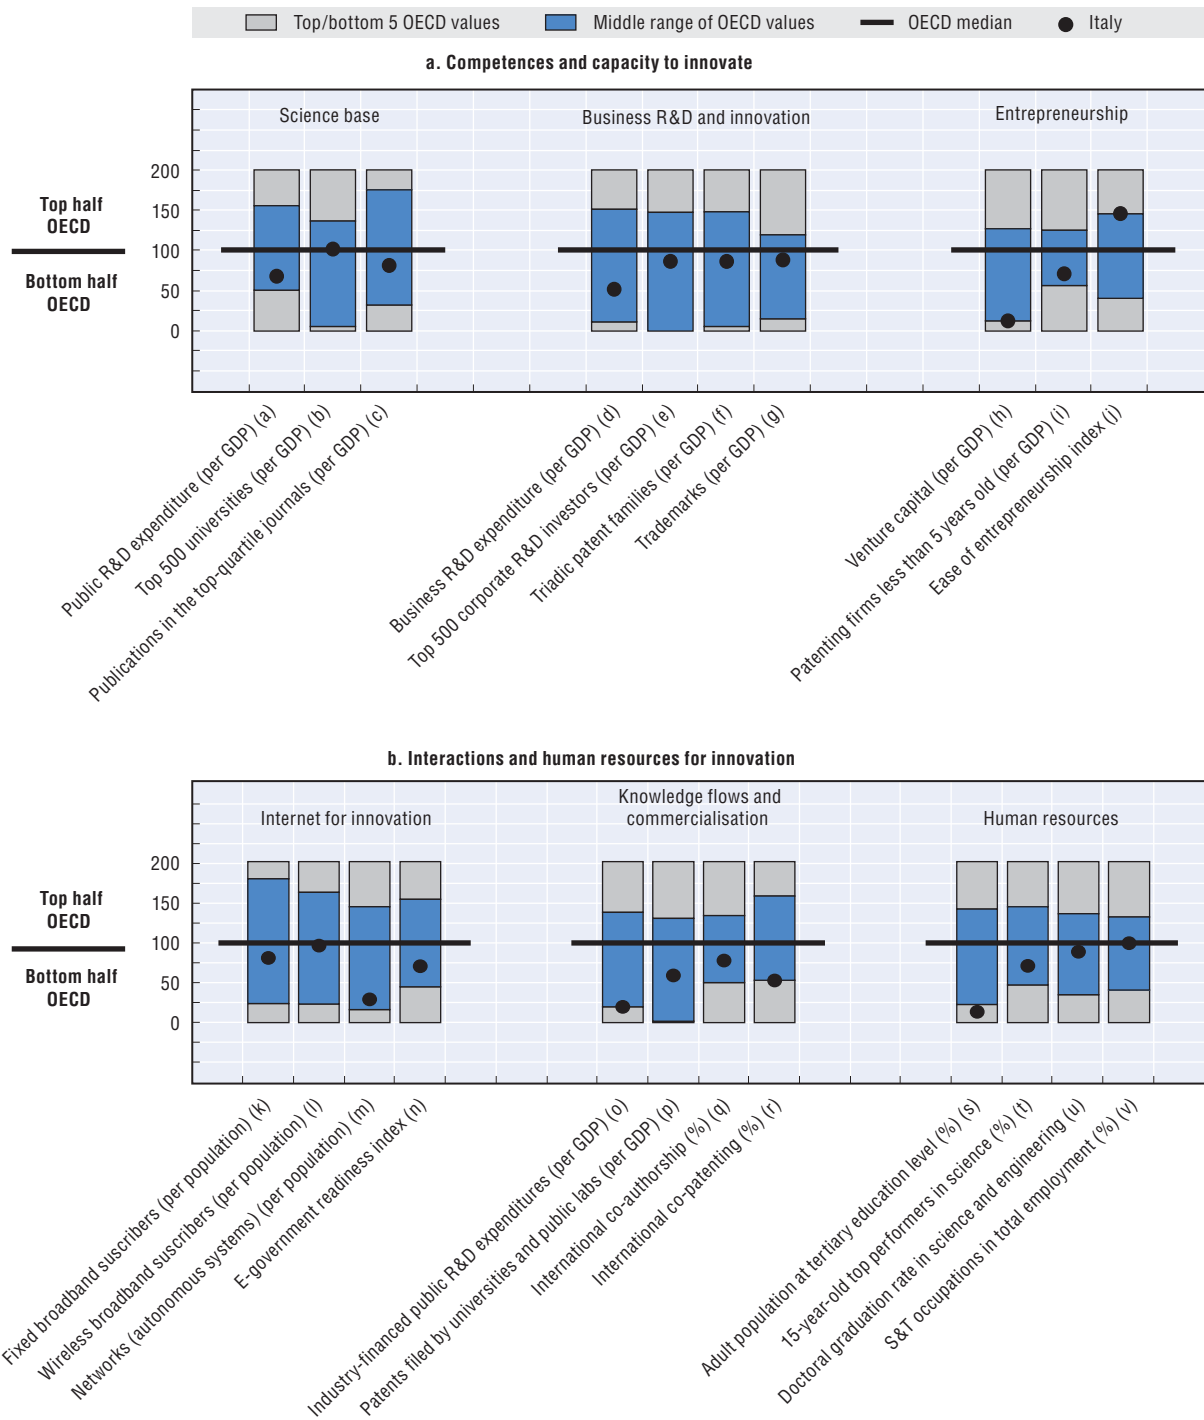 Top/bottom 5 OECD values Middle range of OECD values OECD median Italy
a. Competences and capacity to innovate
Science base Business R&D and innovation Entrepreneurship
200
150
100
50
0
Top half
OECD
Bottom half
OECD
Public R&D expenditure (per GDP) (a)
Top 500 universities (per GDP) (b)
Publications in the top-quartile journals (per GDP) (c)
Business R&D expenditure (per GDP) (d)
Top 500 corporate R&D investors (per GDP) (e)
Triadic patent families (per GDP) (f)
Trademarks (per GDP) (g)
Venture capital (per GDP) (h)
Patenting firms less than 5 years old (per GDP) (i)
Ease of entrepreneurship index (j)
b. Interactions and human resources for innovation
Internet for innovation
Knowledge flows and
commercialisation
Human resources
200
150
100
50
0
Top half
OECD
Bottom half
OECD
Fixed broadband suscribers (per population) (k)
Wireless broadband suscribers (per population) (l)
Networks (autonomous systems) (per population) (m)
E-government readiness index (n)
Industry-financed public R&D expenditures (per GDP) (o)
Patents filed by universities and public labs (per GDP) (p)
International co-authorship (%) (q)
International co-patenting (%) (r)
Adult population at tertiary education level (%) (s)
15-year-old top performers in science (%) (t)
Doctoral graduation rate in science and engineering (u)
S&T occupations in total employment (%) (v)